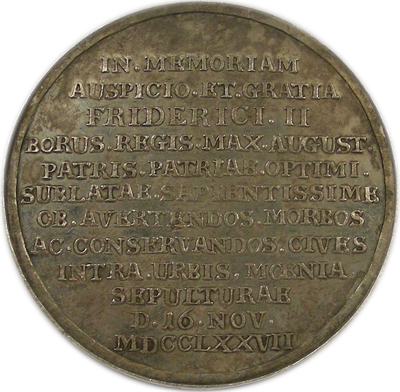 IN . MEMORIAM
AUSPICIO . ET . GRATIA
FRIDERICI . II
BORUS . REGIS . MAX . AUGUST .
PATRIS . PATRIAE . OPTIMI .
SUBLATAE . SAPIENTISSIME
OB . AVERTENDOS . MORBOS
AC . CONSERVANDOS . CIVES
INTRA . URBIS . MOENIA
SEPULTURAE
D . 16 . NOV .
MDCCLXXVII